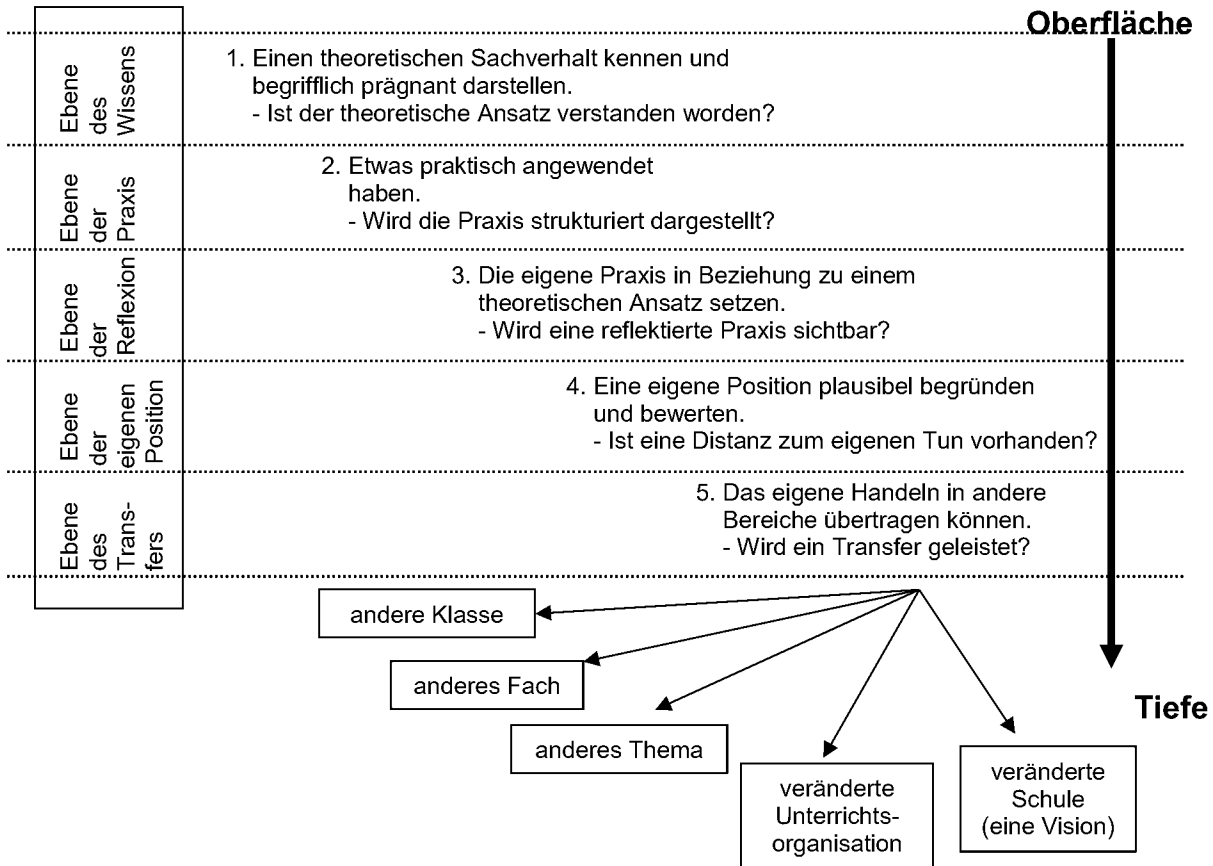 Oberfläche
Ebene
des
Wissens
1. Einen theoretischen Sachverhalt kennen und
begrifflich prägnant darstellen.
- Ist der theoretische Ansatz verstanden worden?
Ebene
der
Praxis
2. Etwas praktisch angewendet
haben.
- Wird die Praxis strukturiert dargestellt?
Ebene
der
Reflexion
3. Die eigene Praxis in Beziehung zu einem
theoretischen Ansatz setzen.
- Wird eine reflektierte Praxis sichtbar?
Ebene
der
eigenen
Position
4. Eine eigene Position plausibel begründen
und bewerten.
- Ist eine Distanz zum eigenen Tun vorhanden?
Ebene
des
Trans-
fers
5. Das eigene Handeln in andere
Bereiche übertragen können.
- Wird ein Transfer geleistet?
andere Klasse
anderes Fach
anderes Thema
veränderte
Unterrichts-
organisation
veränderte
Schule
(eine Vision)
Tiefe